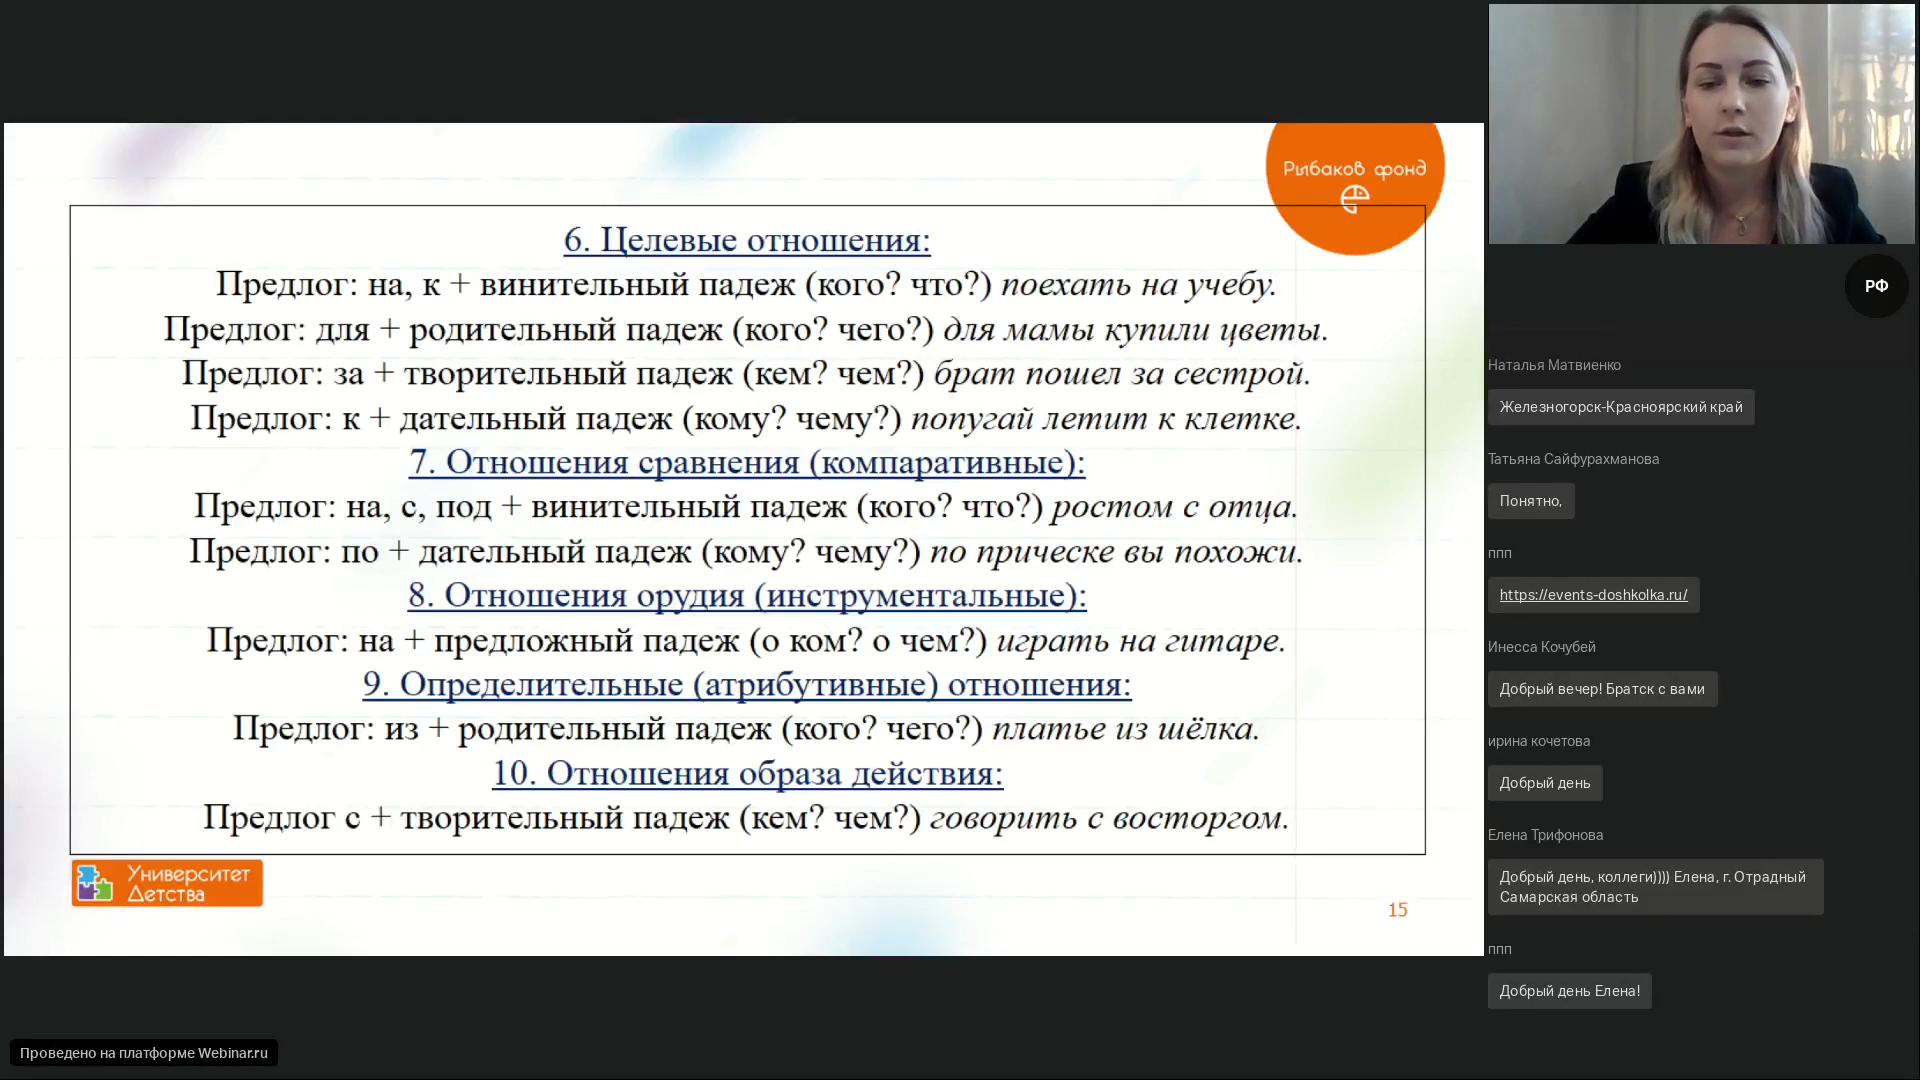 Рыбаков фонд
6. Целевые отношения:
Предлог: на, к + винительный падеж (кого? что?) поехать на учебу.
Предлог: для + родительный падеж (кого? чего?) для мамы купили цветы.
Предлог: за + творительный падеж (кем? чем?) брат пошел за сестрой.
Предлог: к + дательный падеж (кому? чему?) попугай летит к клетке.
7. Отношения сравнения (компаративные):
Предлог: на, с, под + винительный падеж (кого? что?) ростом с отца.
Предлог: по + дательный падеж (кому? чему?) по прическе вы похожи.
8. Отношения орудия (инструментальные):
Предлог: на + предложный падеж (о ком? о чем?) играть на гитаре.
9. Определительные (атрибутивные) отношения:
Предлог: из + родительный падеж (кого? чего?) платье из шёлка.
10. Отношения образа действия:
Предлог с + творительный падеж (кем? чем?) говорить с восторгом.
Университет
Детства
15
Проведено на платформе Webinar.ru
РФ
Наталья Матвиенко
Железногорск-Красноярский край
Татьяна Сайфурахманова
Понятно,
ппп
https://events-doshkolka.ru/
Инесса Кочубей
Добрый вечер! Братск с вами
ирина кочетова
Добрый день
Елена Трифонова
Добрый день, коллеги)))) Елена, г. Отрадный
Самарская область
ппп
Добрый день Елена!